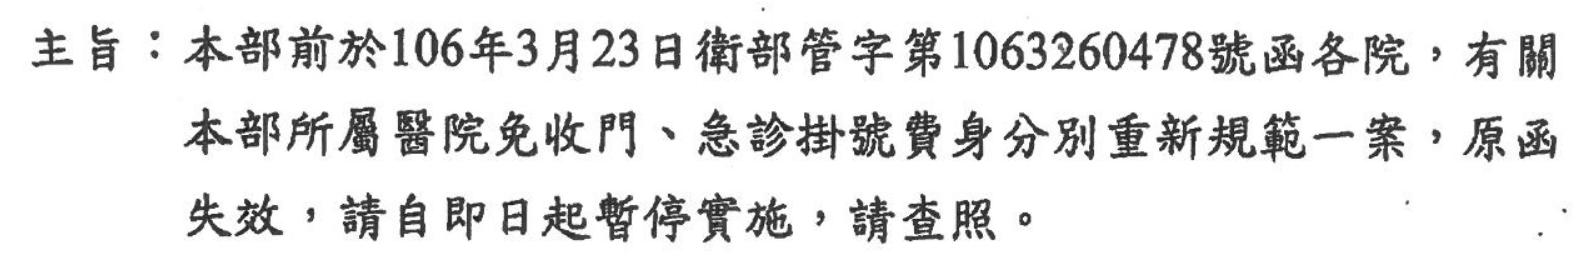 主旨：本部前於106年3月23日衛部管字第1063260478號函各院，有關
本部所屬醫院免收門、急診掛號費身分別重新規範一案，原函
失效，請自即日起暫停實施，請查照。